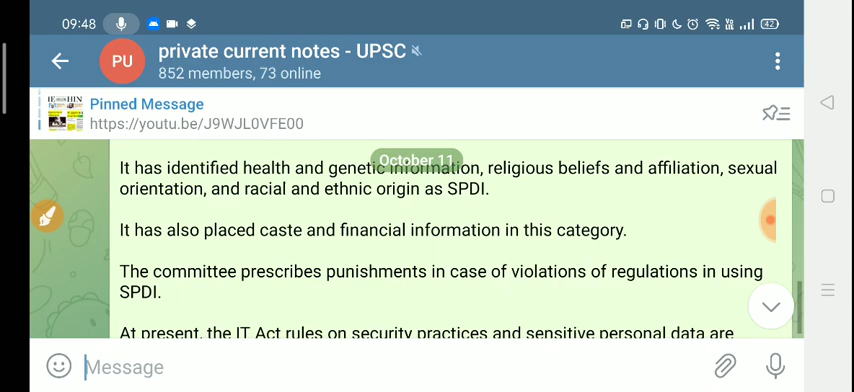 09:48
42
private current notes - UPSC
PU
852 members, 73 online
Pinned Message
https://youtu.be/J9WJL0VFE00
October 11
It has identified health and genetic information, religious beliefs and affiliation, sexual
orientation, and racial and ethnic origin as SPDI.
It has also placed caste and financial information in this category.
The committee prescribes punishments in case of violations of regulations in using
SPDI.
At present, the IT Act rules on security practices and sensitive personal data are
Message